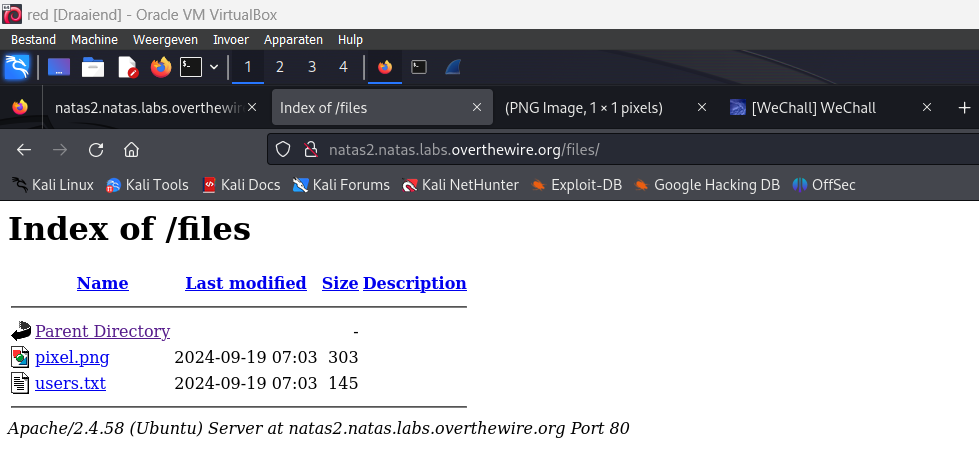 red [Draaiend] - Oracle VM VirtualBox
Bestand Machine Weergeven Invoer Apparaten Hulp
1 2 3 4
natas2.natas.labs.overthewir Index of /files (PNG Image, 1 × 1 pixels) [WeChall] WeChall
natas2.natas.labs.overthewire.org/files/
Kali Linux Kali Tools Kali Docs Kali Forums Kali NetHunter Exploit-DB Google Hacking DB OffSec
Index of /files
Name Last modified Size Description
Parent Directory -
pixel.png 2024-09-19 07:03 303
users.txt 2024-09-19 07:03 145
Apache/2.4.58 (Ubuntu) Server at natas2.natas.labs.overthewire.org Port 80